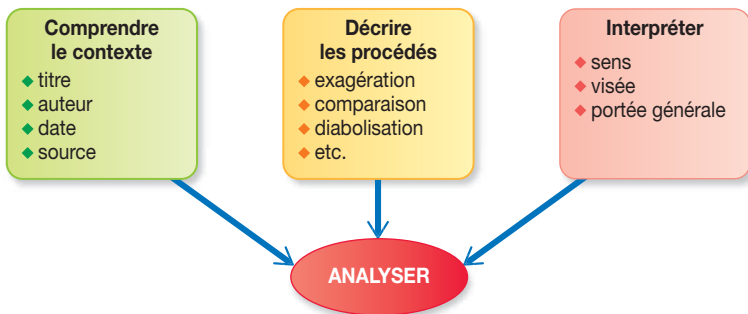 Comprendre
le contexte
◆ titre
◆ auteur
◆ date
◆ source
Décrire
les procédés
◆ exagération
◆ comparaison
◆ diabolisation
◆ etc.
Interpréter
◆ sens
◆ visée
◆ portée générale
ANALYSER